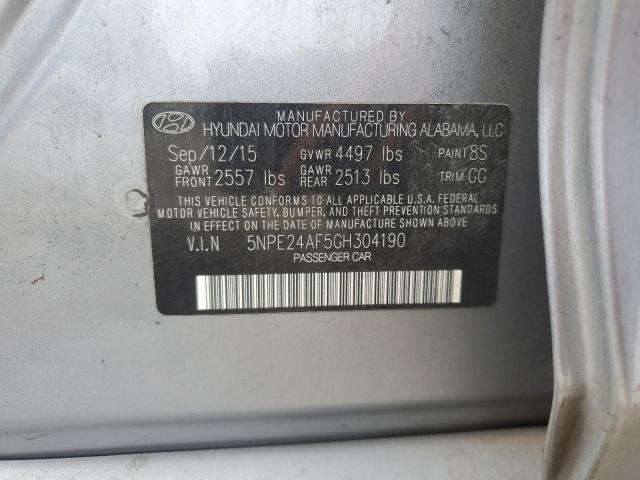 MANUFACTURED BY
HYUNDAI MOTOR MANUFACTURING ALABAMA, LLC
Sep/12/15 GVWR 4497 lbs PAINT 8S
GAWR FRONT 2557 lbs GAWR REAR 2513 lbs TRIM GG
THIS VEHICLE CONFORMS TO ALL APPLICABLE U.S.A. FEDERAL
MOTOR VEHICLE SAFETY, BUMPER, AND THEFT PREVENTION
STANDARDS IN EFFECT ON THE DATE OF MANUFACTURE SHOWN ABOVE.
V.I.N 5NPE24AF5GH304190
PASSENGER CAR